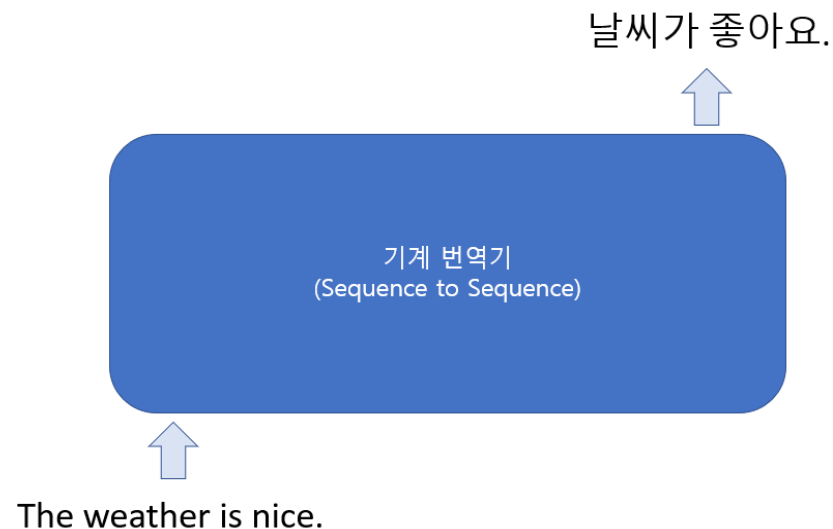 날씨가 좋아요.
기계 번역기
(Sequence to Sequence)
The weather is nice.